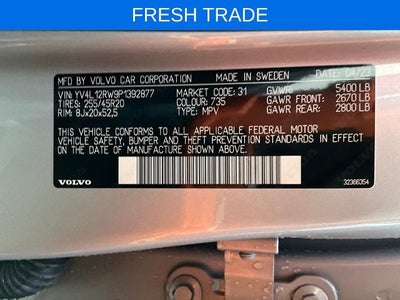 FRESH TRADE
MFD. BY VOLVO CAR CORPORATION MADE IN SWEDEN DATE: 04/23
VIN: YV4L12RW9P1392877 MARKET CODE: 31 GVWR: 5400 LB
TIRES: 255/45R20 COLOUR: 735 GAWR FRONT: 2670 LB
RIM: 8Jx20x52,5 TYPE: MPV GAWR REAR: 2800 LB
THIS VEHICLE CONFORMS TO ALL APPLICABLE FEDERAL MOTOR
VEHICLE SAFETY, BUMPER AND THEFT PREVENTION STANDARDS IN EFFECT
ON THE DATE OF MANUFACTURE SHOWN ABOVE.
VOLVO 32366354